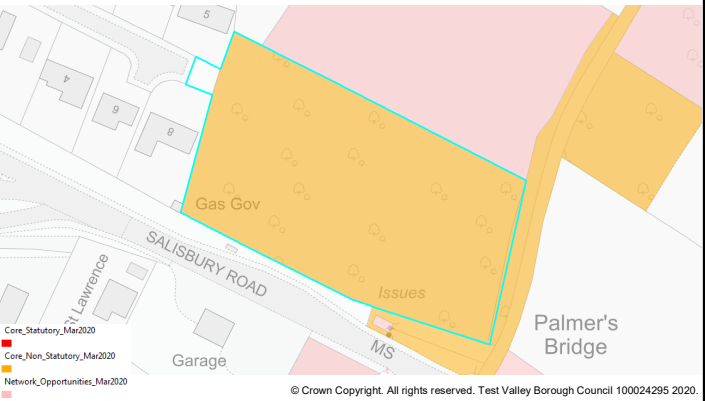 5
4
6
8
Gas Gov
SALISBURY ROAD
st Lawrence
Issues
Palmer's
Bridge
MS
Garage
Core_Statutory_Mar2020
Core_Non_Statutory_Mar2020
Network_Opportunities_Mar2020
© Crown Copyright. All rights reserved. Test Valley Borough Council 100024295 2020.